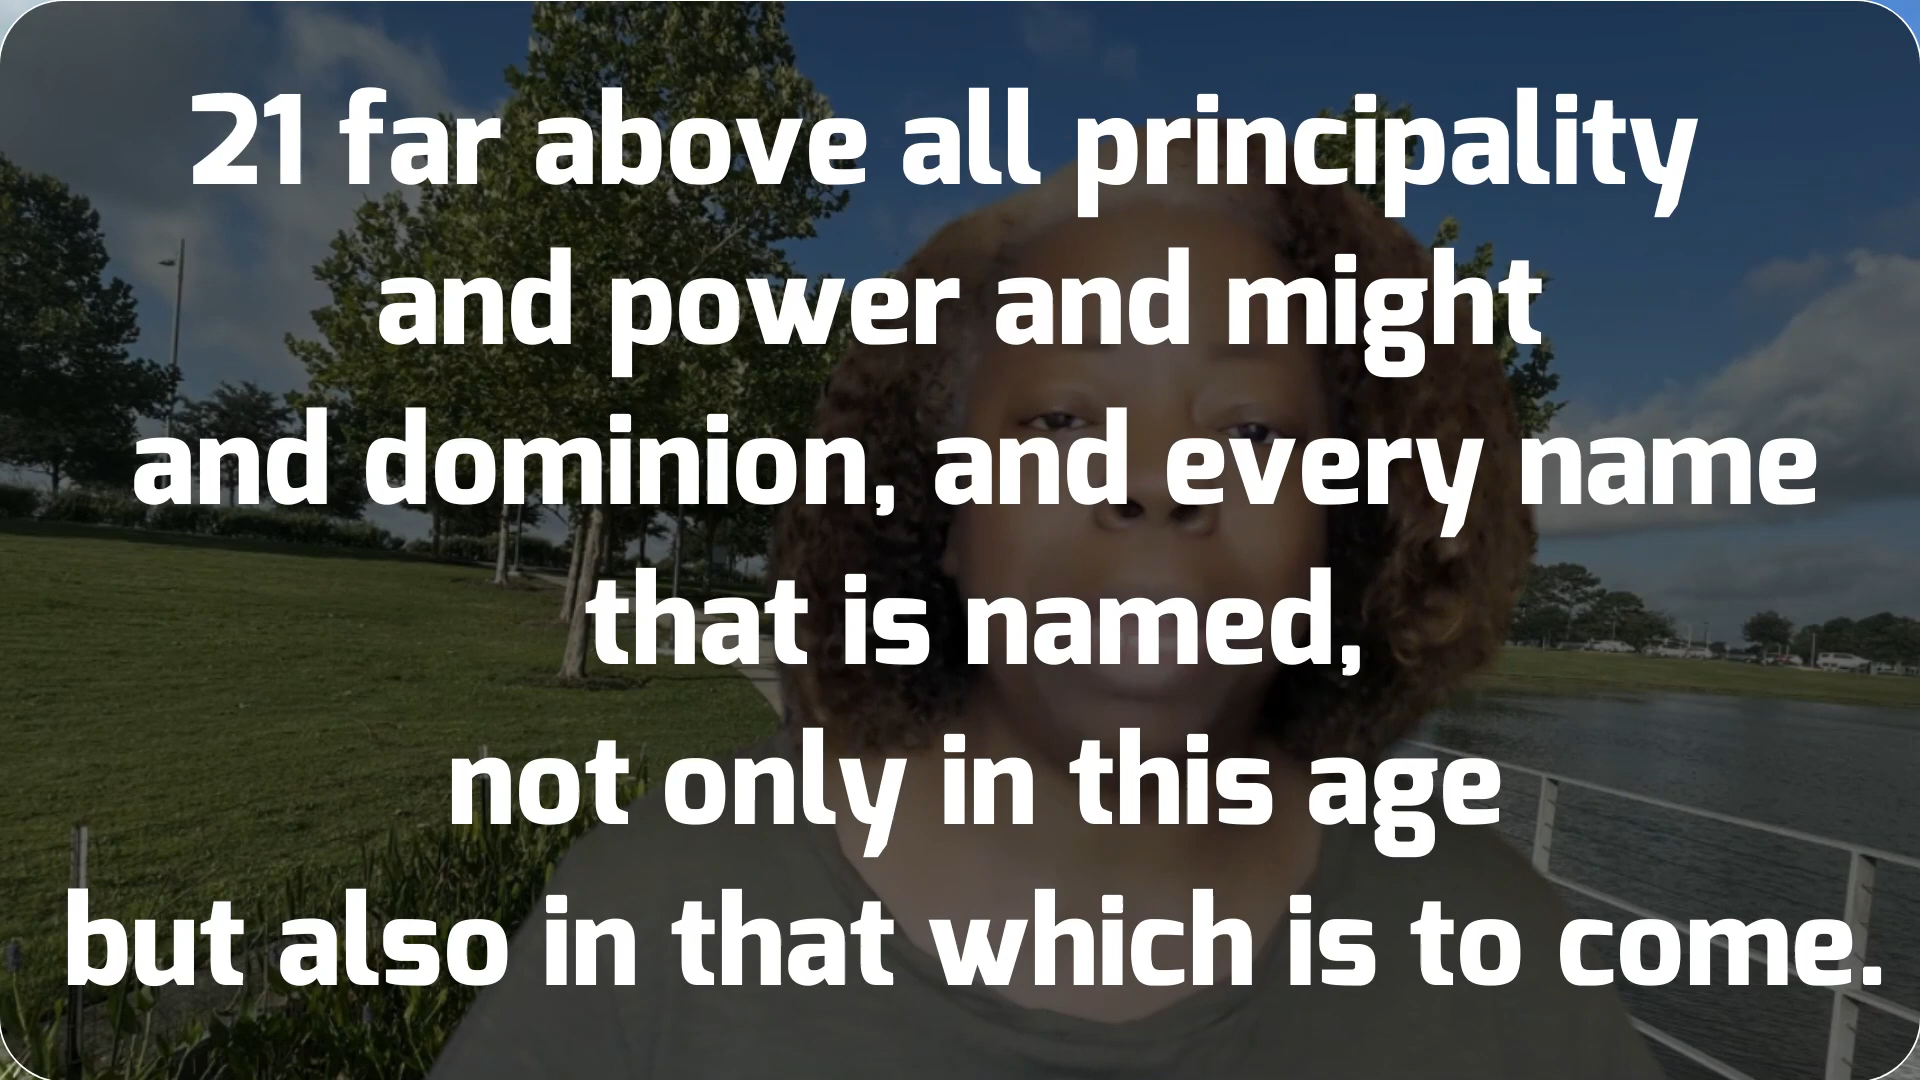 21 far above all principality
and power and might
and dominion, and every name
that is named,
not only in this age
but also in that which is to come.